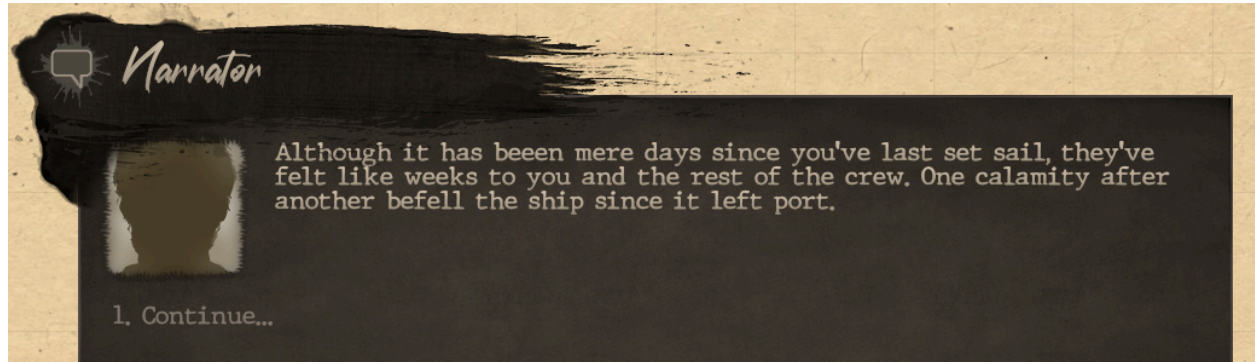 Narrator
Although it has beeen mere days since you've last set sail, they've
felt like weeks to you and the rest of the crew. One calamity after
another befell the ship since it left port.
1. Continue...